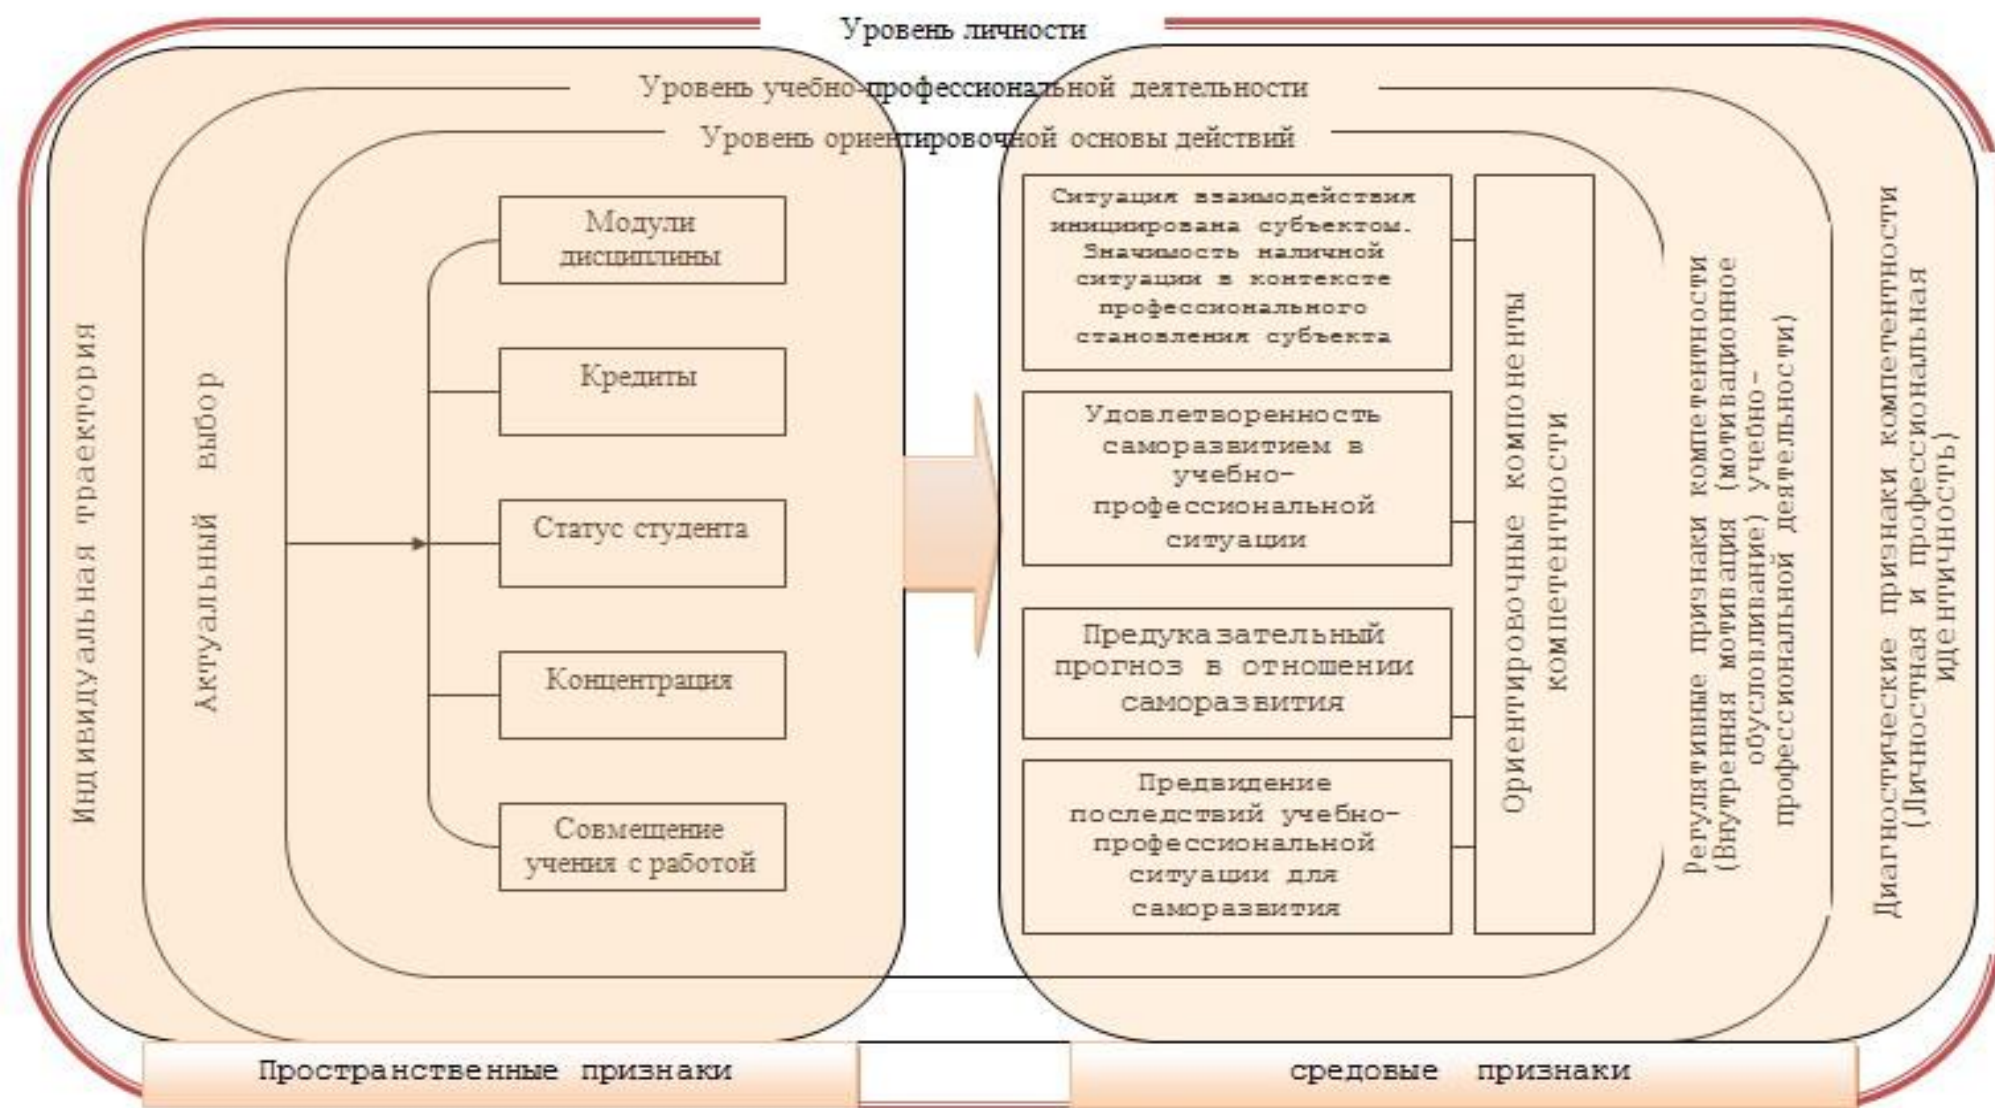 Уровень личности
Уровень учебно-профессиональной деятельности
Уровень ориентировочной основы действий
Индивидуальная траектория
Актуальный выбор
Модули
дисциплины
Кредиты
Статус студента
Концентрация
Совмещение
учения с работой
Ситуация взаимодействия
инициирована субъектом.
Значимость наличной
ситуации в контексте
профессионального
становления субъекта
Удовлетворенность
саморазвитием в
учебно-
профессиональной
ситуации
Предуказательный
прогноз в отношении
саморазвития
Предвидение
последствий учебно-
профессиональной
ситуации для
саморазвития
Ориентировочные компоненты
компетентности
Регулятивные признаки компетентности
(Внутренняя мотивация (мотивационное
обусловливание) учебно-
профессиональной деятельности)
Диагностические признаки компетентности
(Личностная и профессиональная
идентичность)
Пространственные признаки
средовые признаки